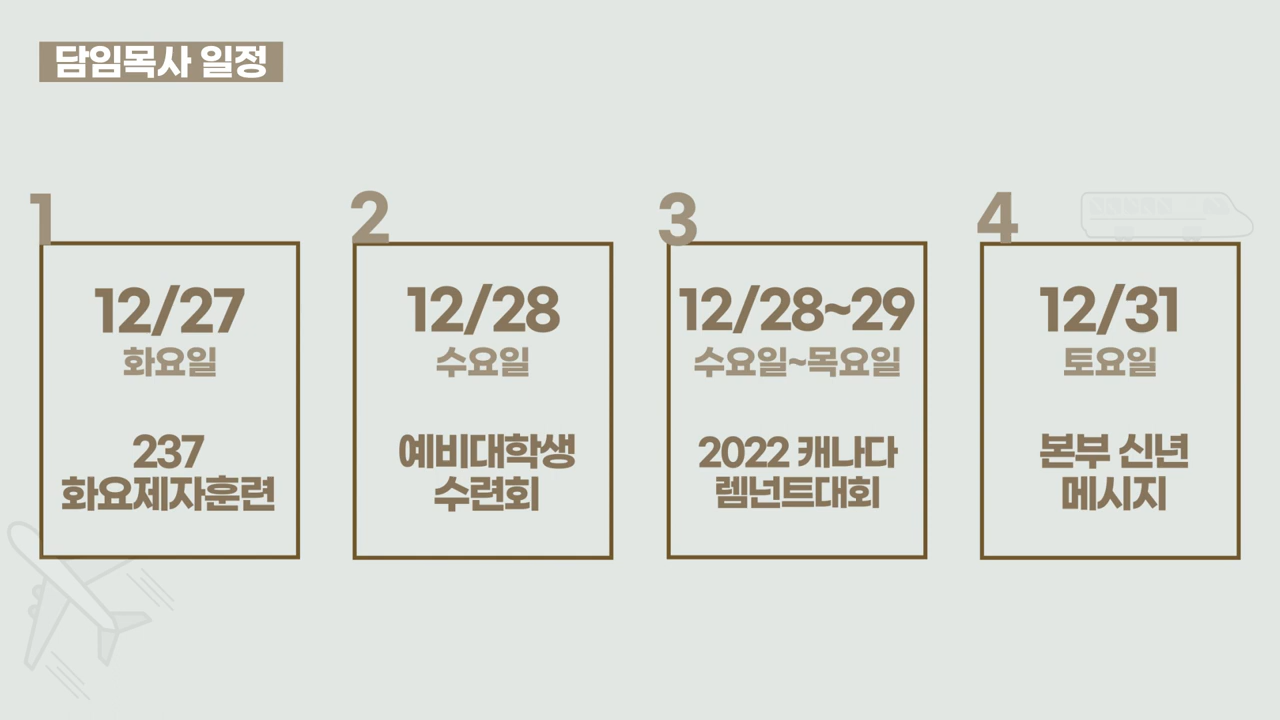 담임목사 일정
1
12/27
화요일
237
화요제자훈련
2
12/28
수요일
예비대학생
수련회
3
12/28~29
수요일~목요일
2022 캐나다
렘넌트대회
4
12/31
토요일
본부 신년
메시지